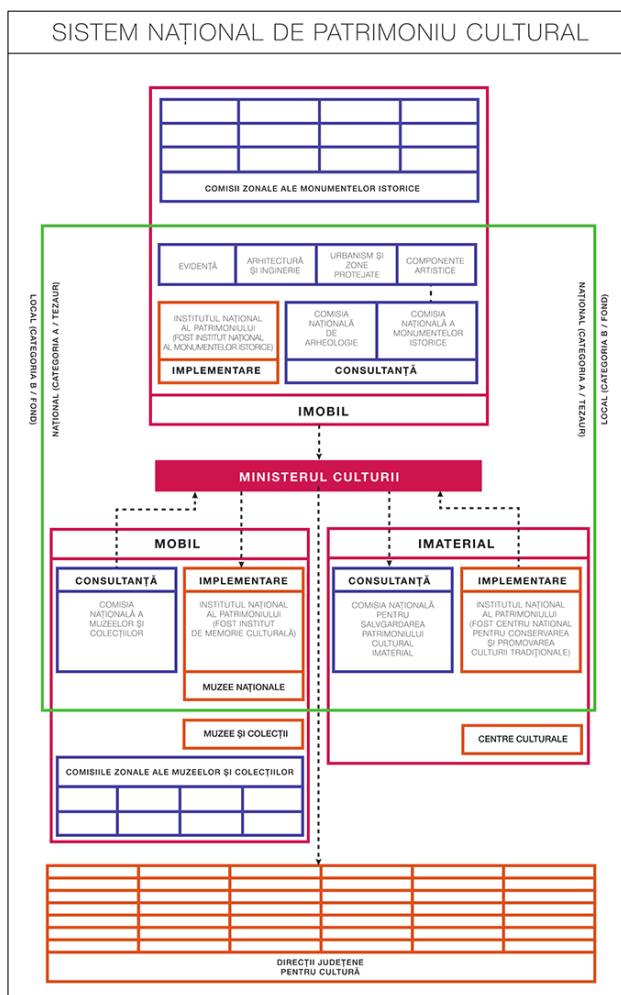 SISTEM NAȚIONAL DE PATRIMONIU CULTURAL
COMISII ZONALE ALE MONUMENTELOR ISTORICE
EVIDENȚĂ
ARHITECTURĂ
ȘI INGINERIE
URBANISM ȘI
ZONE
PROTEJATE
COMPONENTE
ARTISTICE
INSTITUTUL NAȚIONAL
AL PATRIMONIULUI
(FOST INSTITUT NAȚIONAL
AL MONUMENTELOR ISTORICE)
IMPLEMENTARE
COMISIA
NAȚIONALĂ
DE
ARHEOLOGIE
COMISIA
NAȚIONALĂ A
MONUMENTELOR
ISTORICE
CONSULTANȚĂ
IMOBIL
LOCAL (CATEGORIA B / FOND)
NAȚIONAL (CATEGORIA A / TEZAUR)
NAȚIONAL (CATEGORIA A / TEZAUR)
LOCAL (CATEGORIA B / FOND)
MINISTERUL CULTURII
MOBIL
CONSULTANȚĂ
COMISIA
NAȚIONALĂ A
MUZEELOR ȘI
COLECȚIILOR
IMPLEMENTARE
INSTITUTUL NAȚIONAL
AL PATRIMONIULUI
(FOST INSTITUT
DE MEMORIE CULTURALĂ)
MUZEE NAȚIONALE
MUZEE ȘI COLECȚII
COMISIILE ZONALE ALE MUZEELOR ȘI COLECȚIILOR
IMATERIAL
CONSULTANȚĂ
COMISIA NAȚIONALĂ
PENTRU
SALVGARDAREA
PATRIMONIULUI
CULTURAL
IMATERIAL
IMPLEMENTARE
INSTITUTUL NAȚIONAL
AL PATRIMONIULUI
(FOST CENTRU NATIONAL
PENTRU CONSERVAREA
ȘI PROMOVAREA
CULTURII TRADIȚIONALE)
CENTRE CULTURALE
DIRECȚII JUDEȚENE
PENTRU CULTURĂ